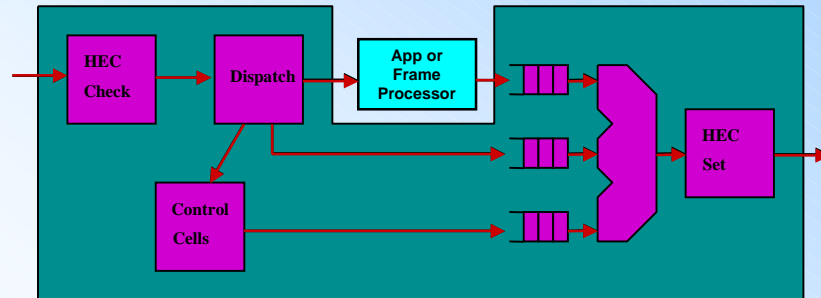 HEC
Check
Dispatch
App or
Frame
Processor
HEC
Set
Control
Cells